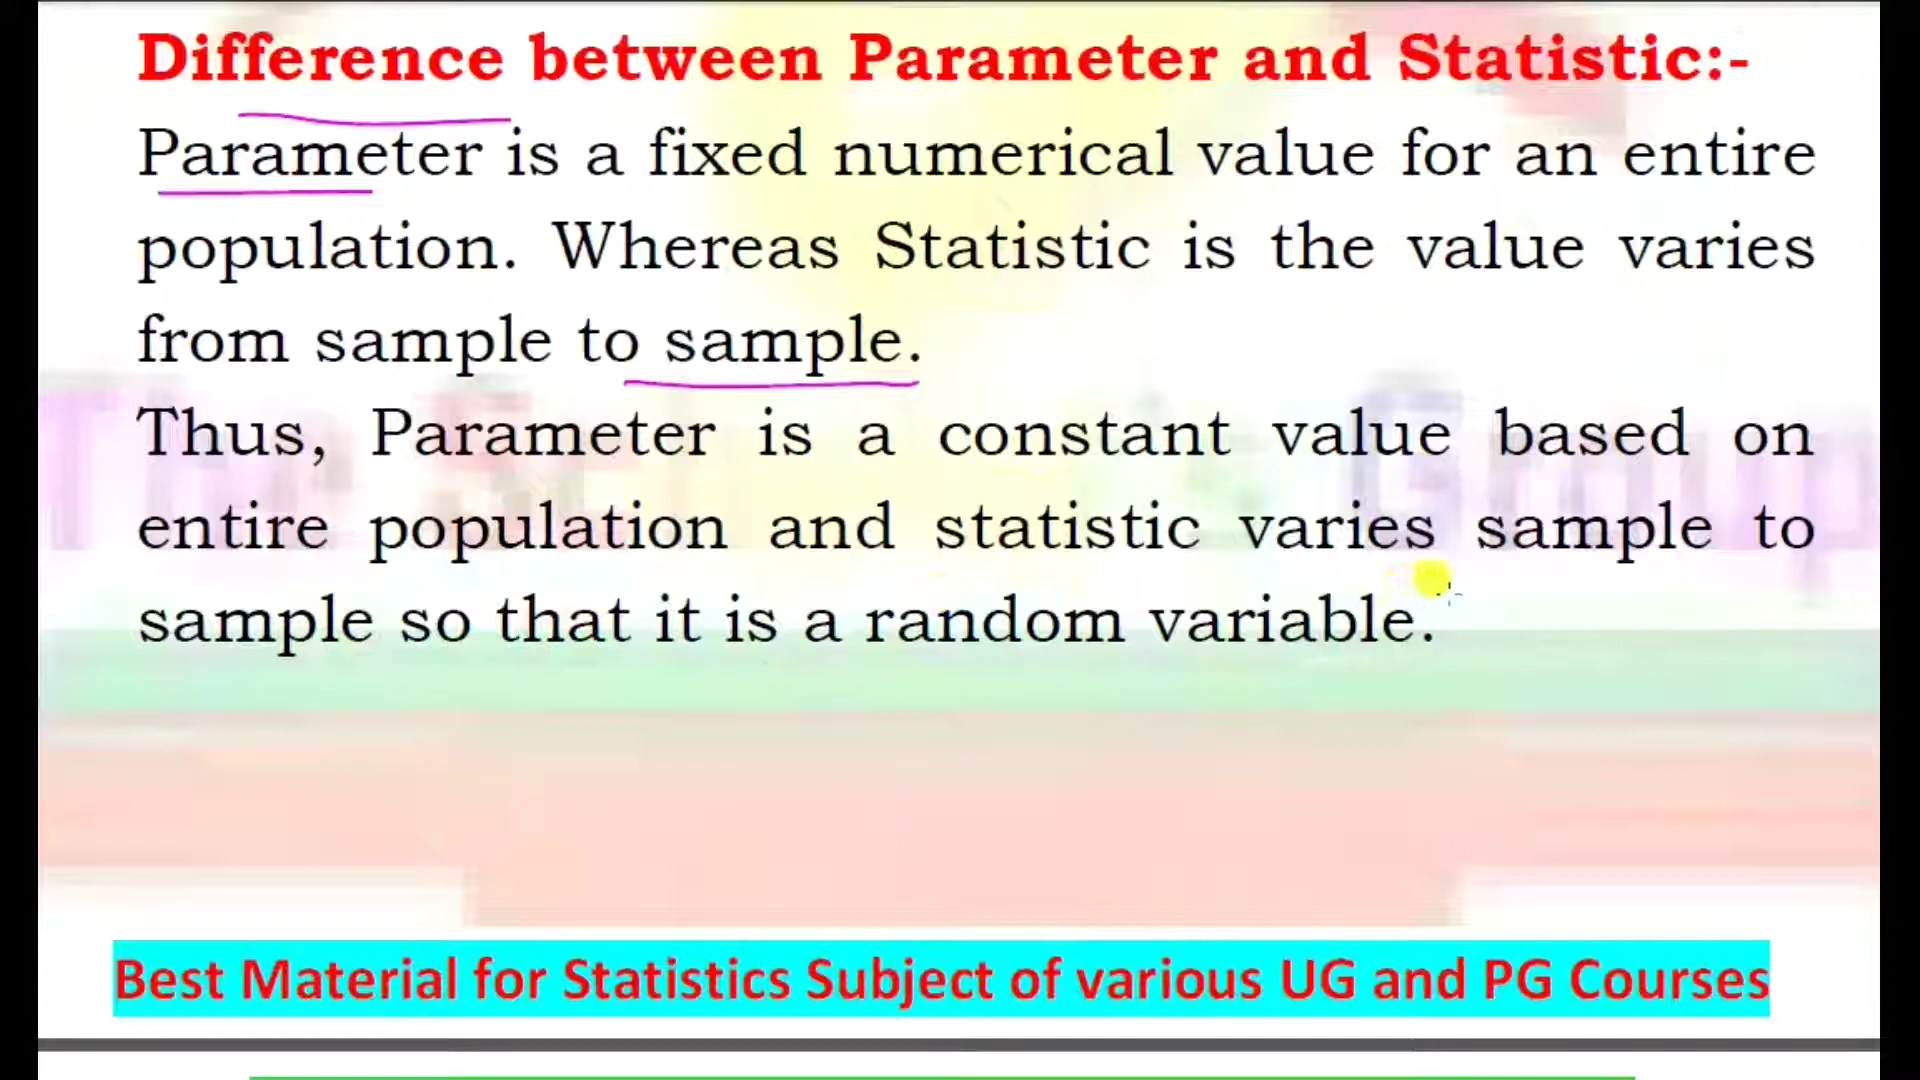 Difference between Parameter and Statistic:-
Parameter is a fixed numerical value for an entire
population. Whereas Statistic is the value varies
from sample to sample.
Thus, Parameter is a constant value based on
entire population and statistic varies sample to
sample so that it is a random variable.
Best Material for Statistics Subject of various UG and PG Courses